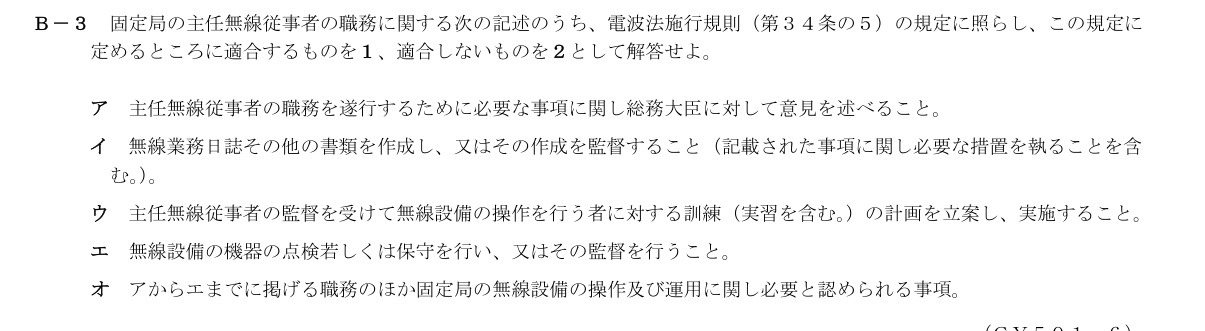 Ｂ－３　固定局の主任無線従事者の職務に関する次の記述のうち、電波法施行規則（第３４条の５）の規定に照らし、この規定に
定めるところに適合するものを１、適合しないものを２として解答せよ。
ア　主任無線従事者の職務を遂行するために必要な事項に関し総務大臣に対して意見を述べること。
イ　無線業務日誌その他の書類を作成し、又はその作成を監督すること（記載された事項に関し必要な措置を執ることを含
む。）。
ウ　主任無線従事者の監督を受けて無線設備の操作を行う者に対する訓練（実習を含む。）の計画を立案し、実施すること。
エ　無線設備の機器の点検若しくは保守を行い、又はその監督を行うこと。
オ　アからエまでに掲げる職務のほか固定局の無線設備の操作及び運用に関し必要と認められる事項。